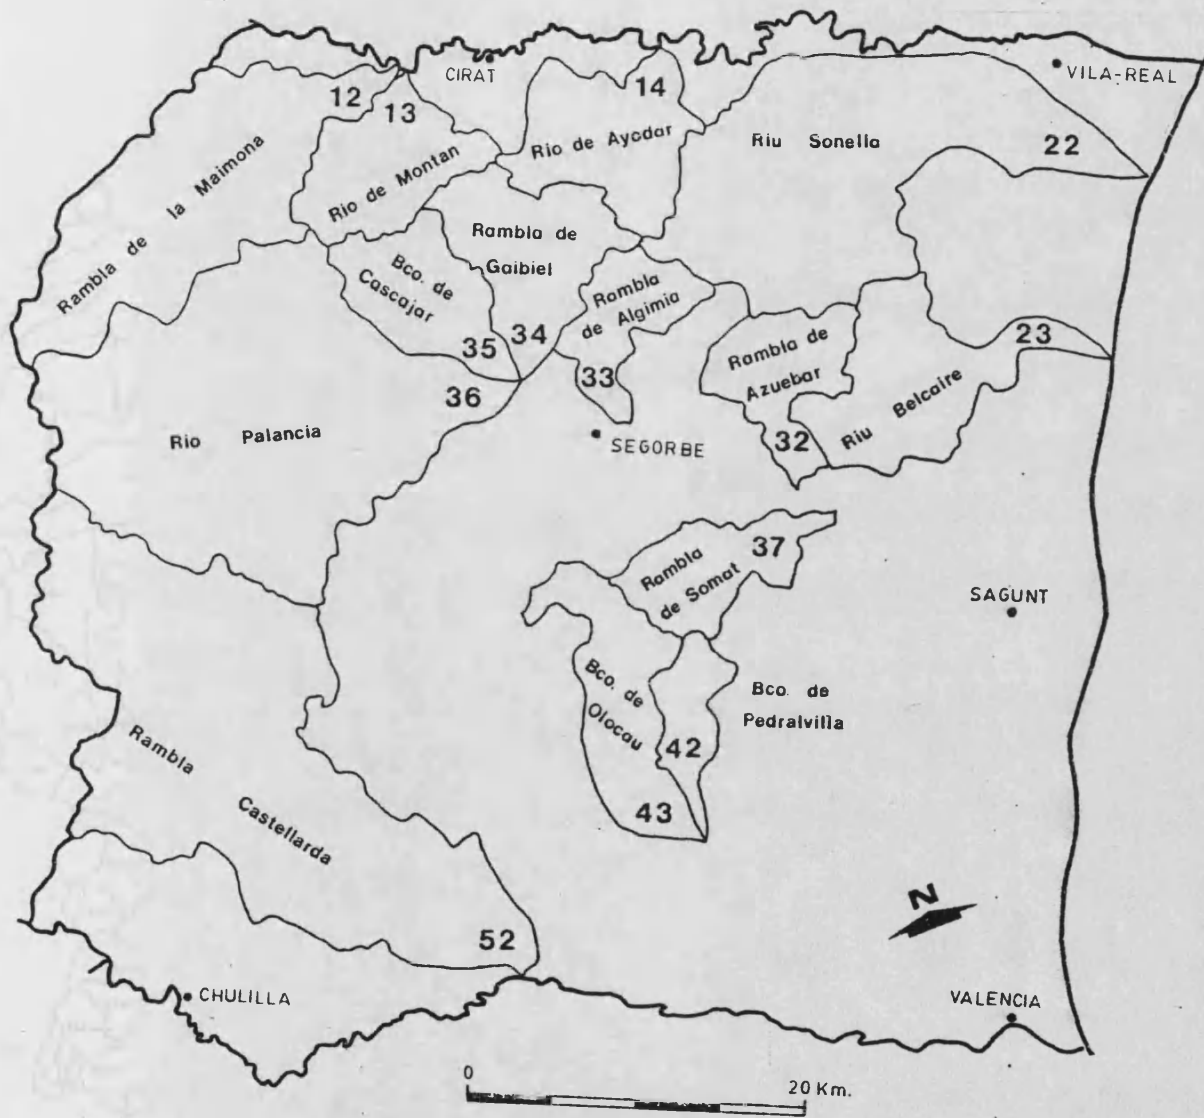 CIRAT
VILA-REAL
12
13
14
22
Rambla de la Maimona
Rio de Montan
Rio de Ayodar
Riu Sonella
Rambla de
Gaibiel
Bco. de
Cascajar
Rambla
de Algimia
35
34
33
36
Rambla de
Azuebar
23
Riu Belcaire
32
Rio Palancia
SEGORBE
Rambla
de Somat
37
SAGUNT
Bco. de
Olocau
Bco. de
Pedralvilla
42
43
Rambla
Castellarda
52
N
CHULILLA
VALENCIA
0
20 Km.